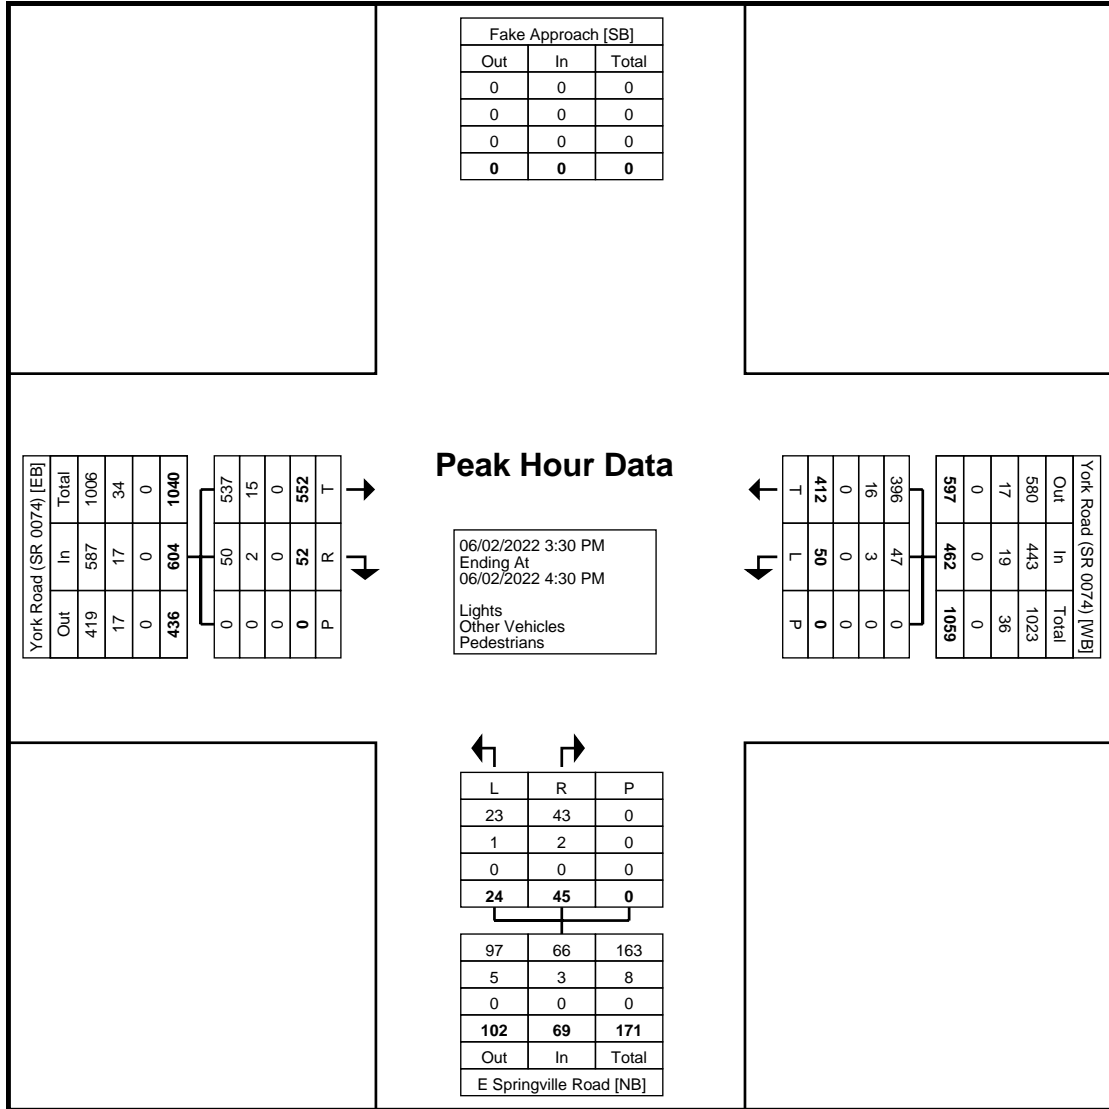 Fake Approach [SB]
Out In Total
0 0 0
0 0 0
0 0 0
0 0 0
Peak Hour Data
06/02/2022 3:30 PM
Ending At
06/02/2022 4:30 PM
Lights
Other Vehicles
Pedestrians
York Road (SR 0074) [EB]
Total 1006 34 0 1040
In 587 17 0 604
Out 419 17 0 436
537 15 0 552 T
50 2 0 52 R
0 0 0 0 P
T 412 0 16 396
L 50 0 3 47
P 0 0 0 0
York Road (SR 0074) [WB]
597 0 17 580 Out
462 0 19 443 In
1059 0 36 1023 Total
L R P
23 43 0
1 2 0
0 0 0
24 45 0
97 66 163
5 3 8
0 0 0
102 69 171
Out In Total
E Springville Road [NB]